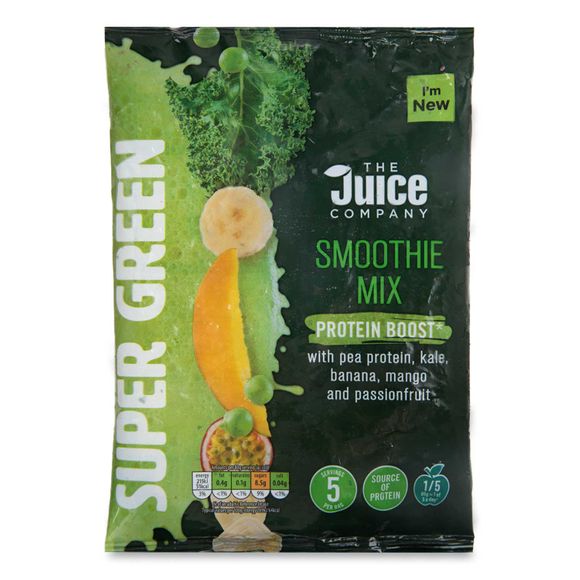 SUPER GREEN
I'm
New
THE
Juice
COMPANY
SMOOTHIE
MIX
PROTEIN BOOST*
with pea protein, kale,
banana, mango
and passionfruit
energy
fat
saturates
sugars
salt
0.4g
0.1g
8.5g
0.04g
3%
<1%
<1%
9%
<1%
SERVINGS
5
PER BAG
SOURCE
OF
PROTEIN
1/5